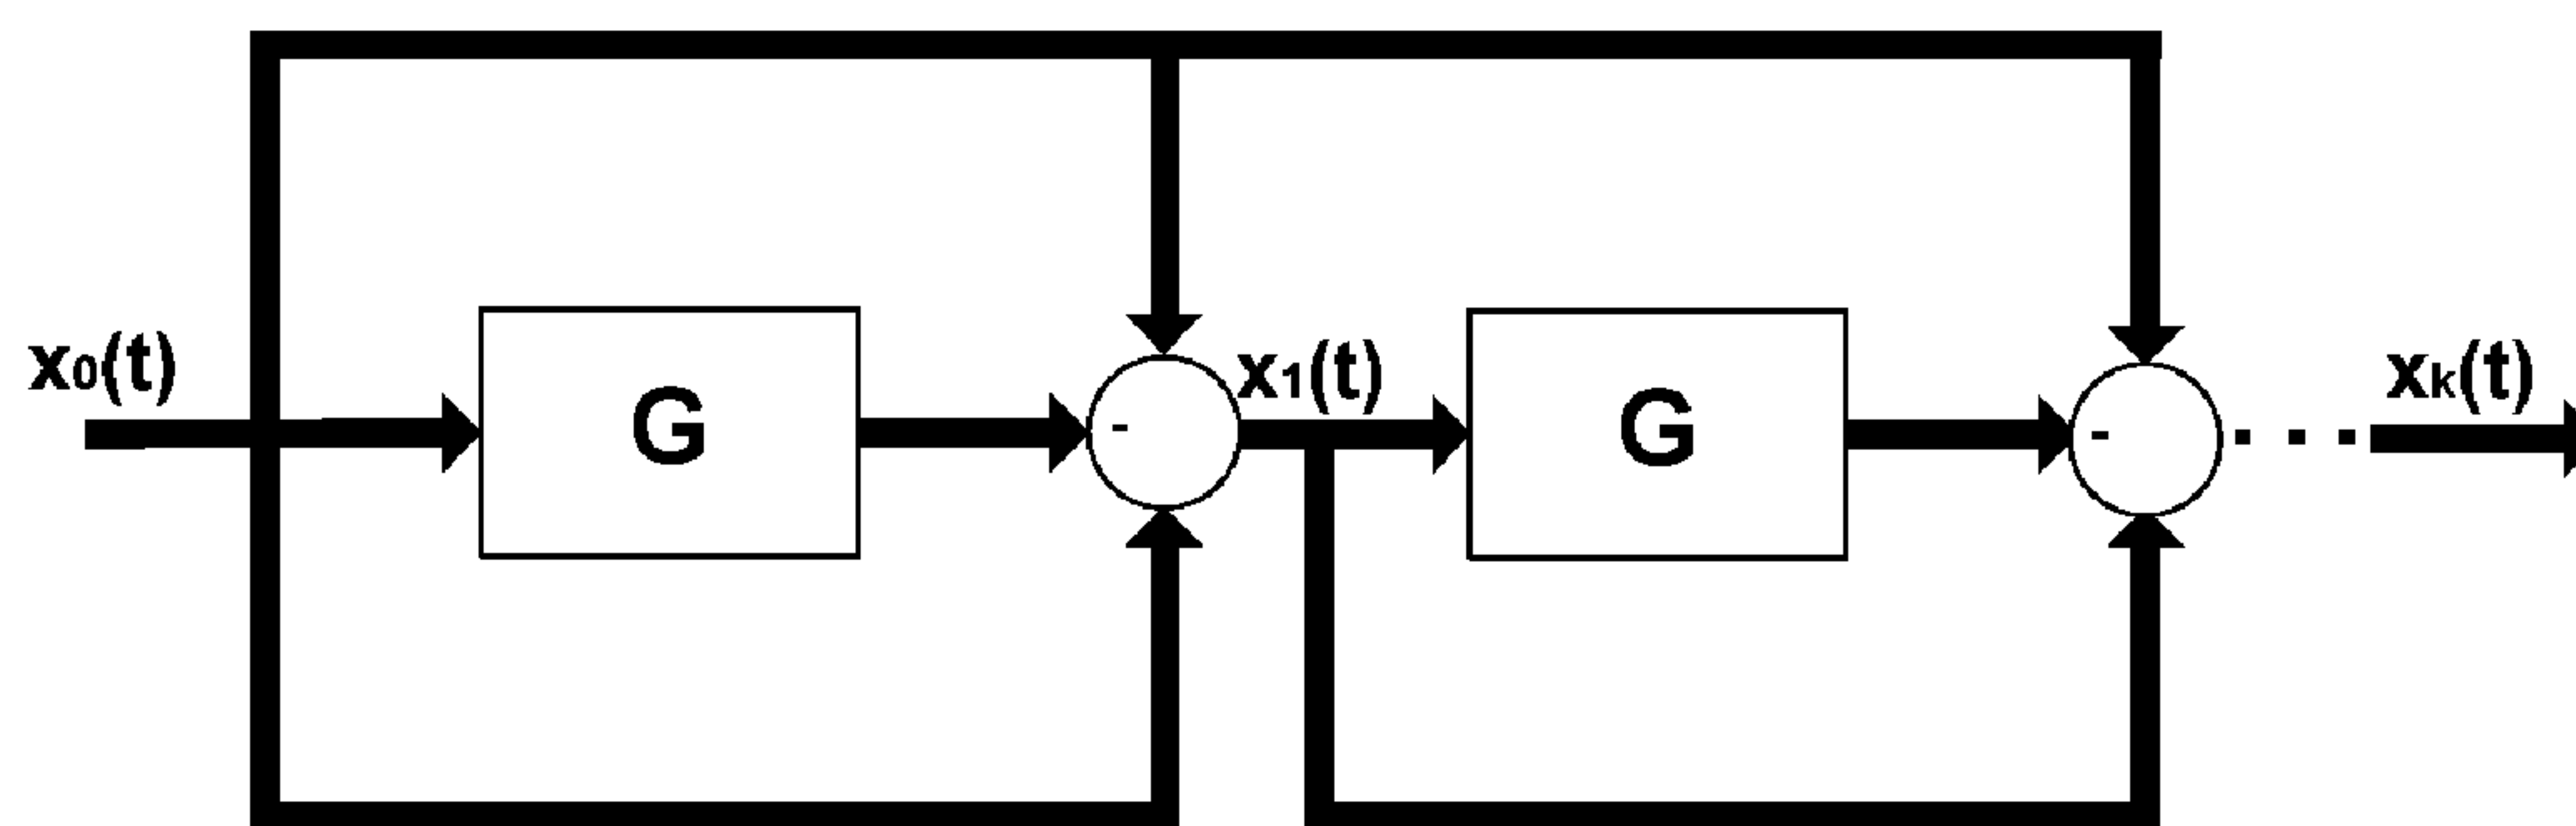 x₀(t)
G
-
x₁(t)
G
-
. . .
xₖ(t)